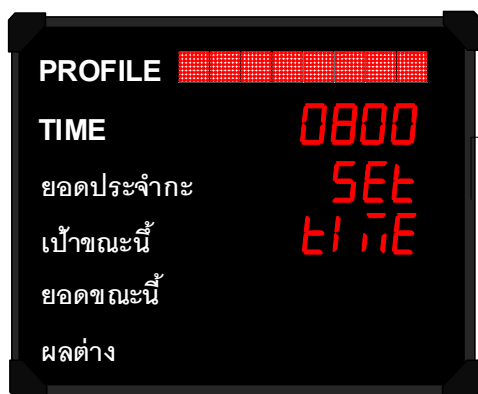 PROFILE
TIME 0800
ยอดประจำกะ SEt
เป้าขณะนี้ tImE
ยอดขณะนี้
ผลต่าง